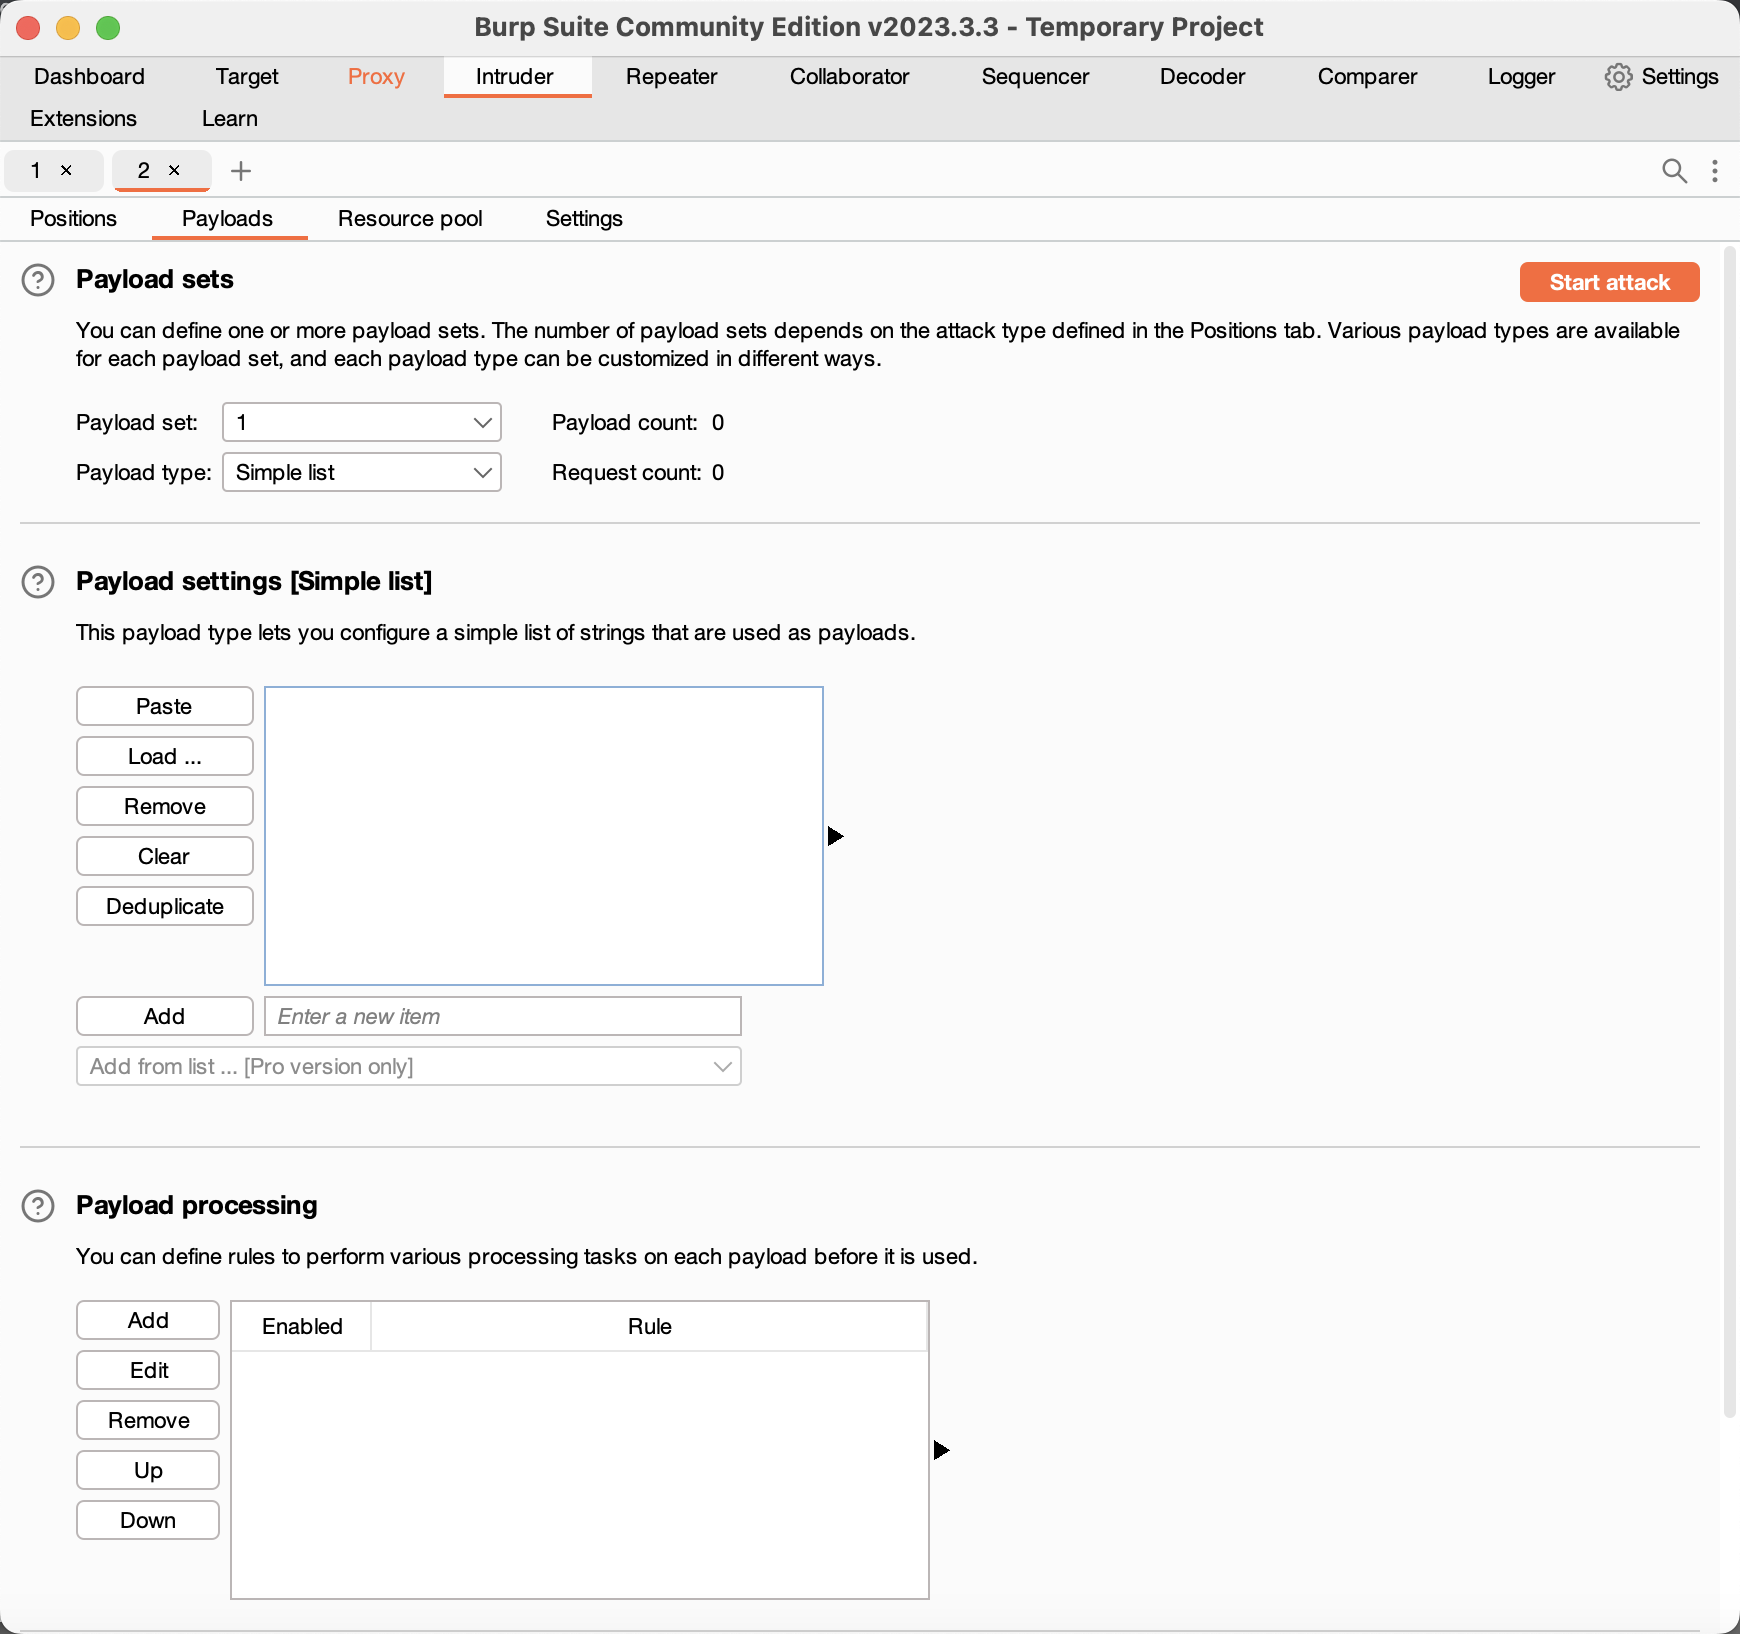 Burp Suite Community Edition v2023.3.3 - Temporary Project
Dashboard Target Proxy Intruder Repeater Collaborator Sequencer Decoder Comparer Logger Settings
Extensions Learn
1 × 2 × +
Positions Payloads Resource pool Settings
? Payload sets Start attack
You can define one or more payload sets. The number of payload sets depends on the attack type defined in the Positions tab. Various payload types are available
for each payload set, and each payload type can be customized in different ways.
Payload set: 1 Payload count: 0
Payload type: Simple list Request count: 0
? Payload settings [Simple list]
This payload type lets you configure a simple list of strings that are used as payloads.
Paste
Load ...
Remove
Clear
Deduplicate
Add Enter a new item
Add from list ... [Pro version only]
? Payload processing
You can define rules to perform various processing tasks on each payload before it is used.
Add Enabled Rule
Edit
Remove
Up
Down